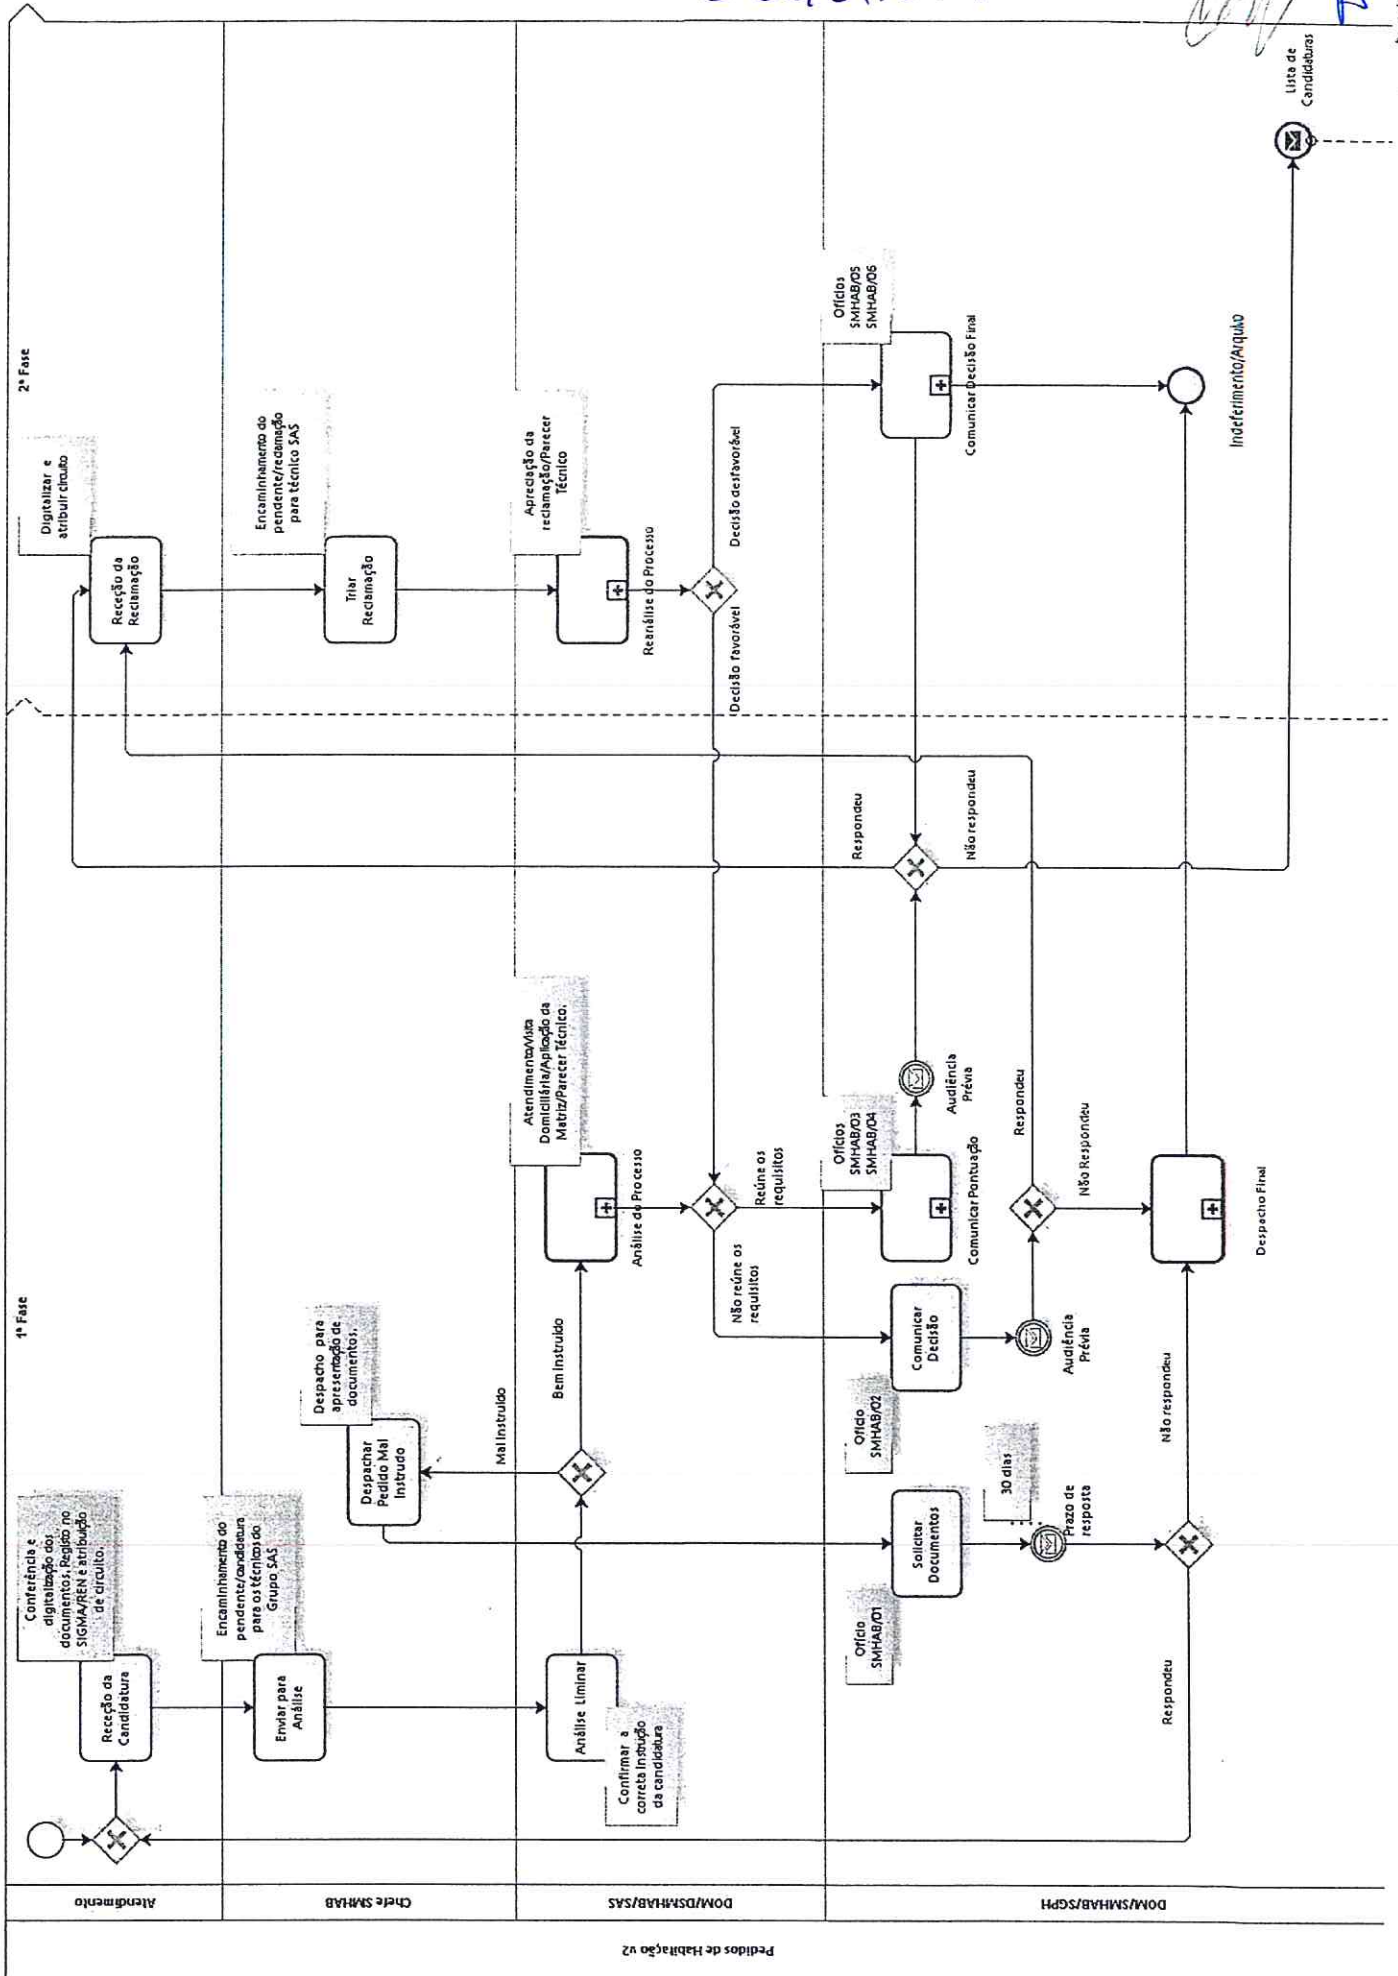 Pedidos de Habitação v2
Atendimento
Chefe SMHAB
DOM/DSMHAB/SAS
DOM/SMHAB/SGPH
1ª Fase
2ª Fase
Conferência e
digitalização dos
documentos. Registo no
SIGMA/REN e atribuição
de circuito.
Receção da
Candidatura
Digitalizar e
atribuir circuito
Receção da
Reclamação
Encaminhamento do
pendente/candidatura
para os técnicos do
Grupo SAS
Enviar para
Análise
Despacho para
apresentação de
documentos.
Despachar
Pedido Mal
Instrudo
Encaminhamento do
pendente/reclamação
para técnico SAS
Triar
Reclamação
Mal Instruído
Análise Liminar
Confirmar a
correta Instrução
da candidatura
Bem Instruído
Atendimento/Visita
Domiciliária/Aplicação da
Matriz/Parecer Técnico.
Análise do Processo
Apreciação da
reclamação/Parecer
Técnico
Reanálise do Processo
Não reúne os
requisitos
Reúne os
requisitos
Decisão favorável
Decisão desfavorável
Ofício
SMHAB/01
Solicitar
Documentos
30 dias
Prazo de
resposta
Ofício
SMHAB/02
Comunicar
Decisão
Audiência
Prévia
Ofícios
SMHAB/03
SMHAB/04
Comunicar Pontuação
Audiência
Prévia
Respondeu
Não respondeu
Ofícios
SMHAB/05
SMHAB/06
Comunicar Decisão Final
Respondeu
Não Respondeu
Respondeu
Não respondeu
Despacho Final
Indeferimento/Arquivo
Lista de
Candidaturas